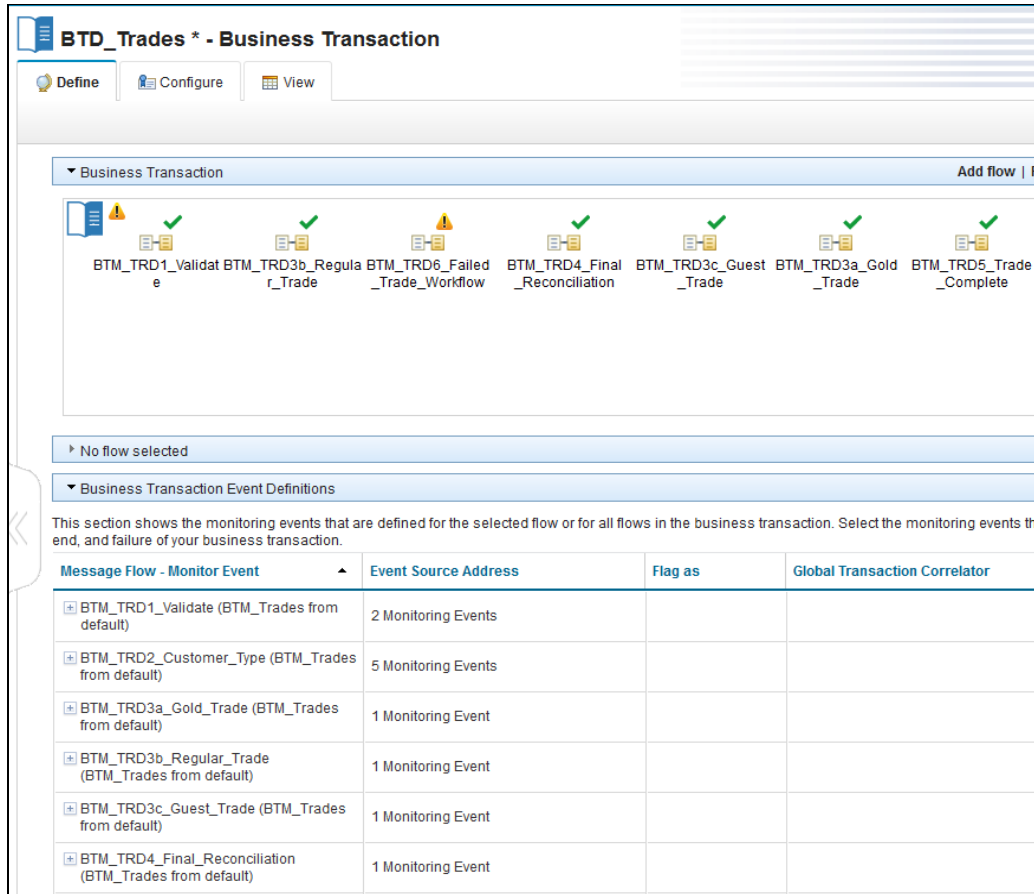 BTD_Trades * - Business Transaction
Define
Configure
View
Business Transaction
Add flow |
BTM_TRD1_Validat
e
BTM_TRD3b_Regula
r_Trade
BTM_TRD6_Failed
_Trade_Workflow
BTM_TRD4_Final
_Reconciliation
BTM_TRD3c_Guest
_Trade
BTM_TRD3a_Gold
_Trade
BTM_TRD5_Trade
_Complete
No flow selected
Business Transaction Event Definitions
This section shows the monitoring events that are defined for the selected flow or for all flows in the business transaction. Select the monitoring events th
end, and failure of your business transaction.
Message Flow - Monitor Event
Event Source Address
Flag as
Global Transaction Correlator
BTM_TRD1_Validate (BTM_Trades from
default)
2 Monitoring Events
BTM_TRD2_Customer_Type (BTM_Trades
from default)
5 Monitoring Events
BTM_TRD3a_Gold_Trade (BTM_Trades
from default)
1 Monitoring Event
BTM_TRD3b_Regular_Trade
(BTM_Trades from default)
1 Monitoring Event
BTM_TRD3c_Guest_Trade (BTM_Trades
from default)
1 Monitoring Event
BTM_TRD4_Final_Reconciliation
(BTM_Trades from default)
1 Monitoring Event